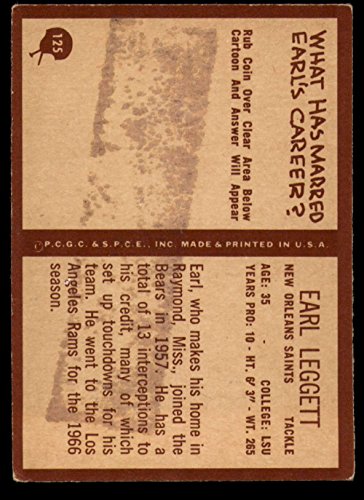 125
WHAT HAS MARRED
EARL'S CAREER?
Rub Coin Over Clear Area Below
Cartoon And Answer Will Appear
© P.C.G.C. & S.P.C.E., INC. MADE & PRINTED IN U.S.A.
EARL LEGGETT
NEW ORLEANS SAINTS TACKLE
AGE: 35 - COLLEGE: LSU
YEARS PRO: 10 - HT. 6'3" - WT. 265
Earl, who makes his home in
Raymond, Miss., joined the
Bears in 1957. He has a
total of 13 interceptions to
his credit, many of which
set up touchdowns for his
team. He went to the Los
Angeles Rams for the 1966
season.